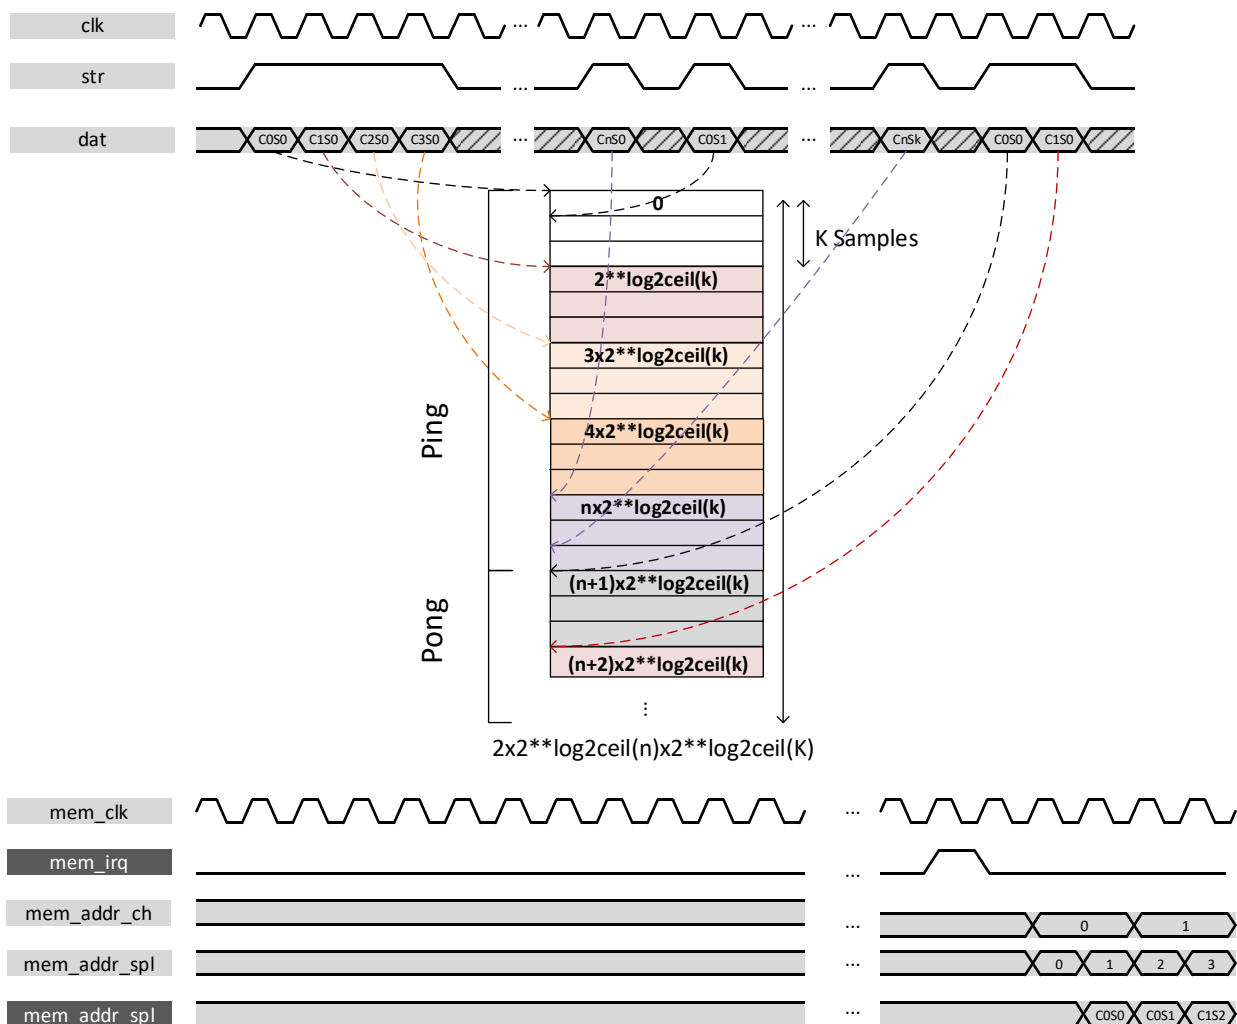 clk
...
...
str
...
...
dat
C0S0 C1S0 C2S0 C3S0 ... CnS0 C0S1 ... CnSk C0S0 C1S0
0
K Samples
2**log2ceil(k)
3x2**log2ceil(k)
4x2**log2ceil(k)
Ping
nx2**log2ceil(k)
(n+1)x2**log2ceil(k)
Pong
(n+2)x2**log2ceil(k)
...
2x2**log2ceil(n)x2**log2ceil(K)
mem_clk
...
mem_irq
...
mem_addr_ch
... 0 1
mem_addr_spl
... 0 1 2 3
mem_addr_spl
... C0S0 C0S1 C1S2